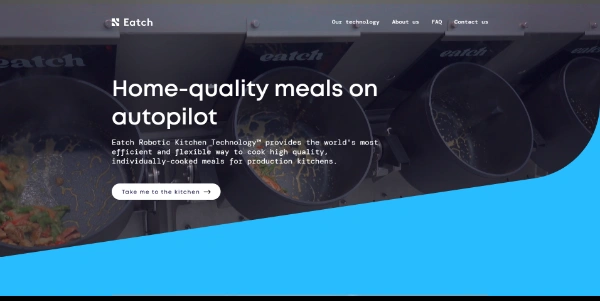 Eatch
Our technology
About us
FAQ
Contact us
eatch
eatch
eatch
Home-quality meals on
autopilot
Eatch Robotic Kitchen Technology™ provides the world's most
efficient and flexible way to cook high quality,
individually-cooked meals for production kitchens.
Take me to the kitchen →